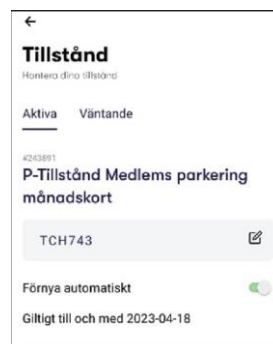 Tillstånd
Hantera dina tillstånd
Aktiva Väntande
#243891
P-Tillstånd Medlems parkering
månadskort
TCH743
Förnya automatiskt
Giltigt till och med 2023-04-18